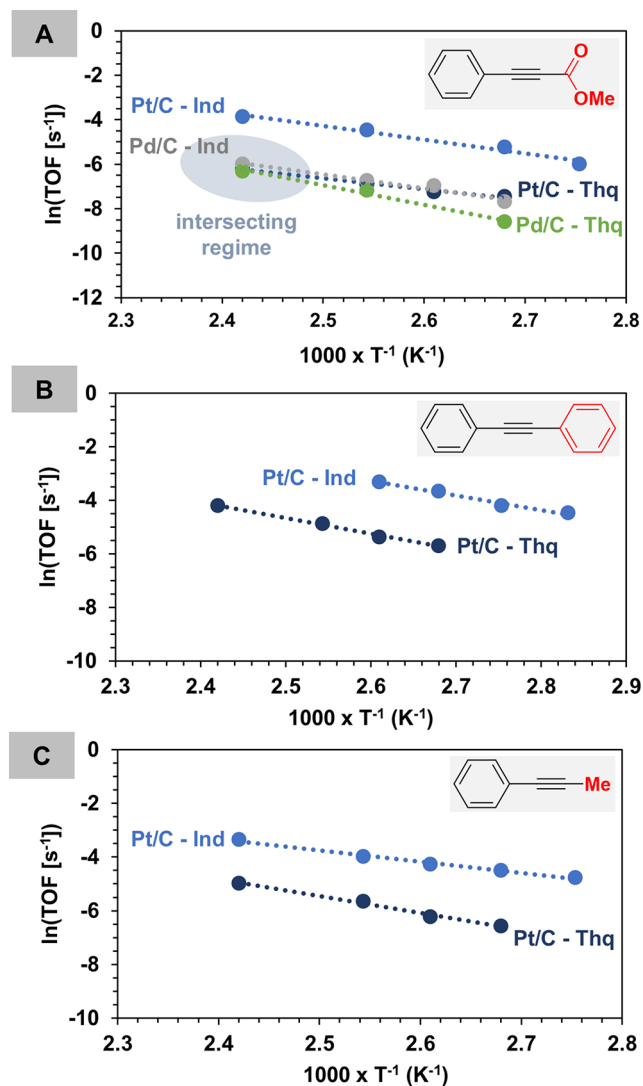 A
0
-2
-4
-6
-8
-10
-12
ln(TOF [s-1])
O
OMe
Pt/C - Ind
Pd/C - Ind
Pt/C - Thq
Pd/C - Thq
intersecting
regime
2.3 2.4 2.5 2.6 2.7 2.8
1000 x T-1 (K-1)
B
0
-2
-4
-6
-8
-10
ln(TOF [s-1])
Pt/C - Ind
Pt/C - Thq
2.3 2.4 2.5 2.6 2.7 2.8 2.9
1000 x T-1 (K-1)
C
0
-2
-4
-6
-8
-10
ln(TOF [s-1])
Me
Pt/C - Ind
Pt/C - Thq
2.3 2.4 2.5 2.6 2.7 2.8
1000 x T-1 (K-1)